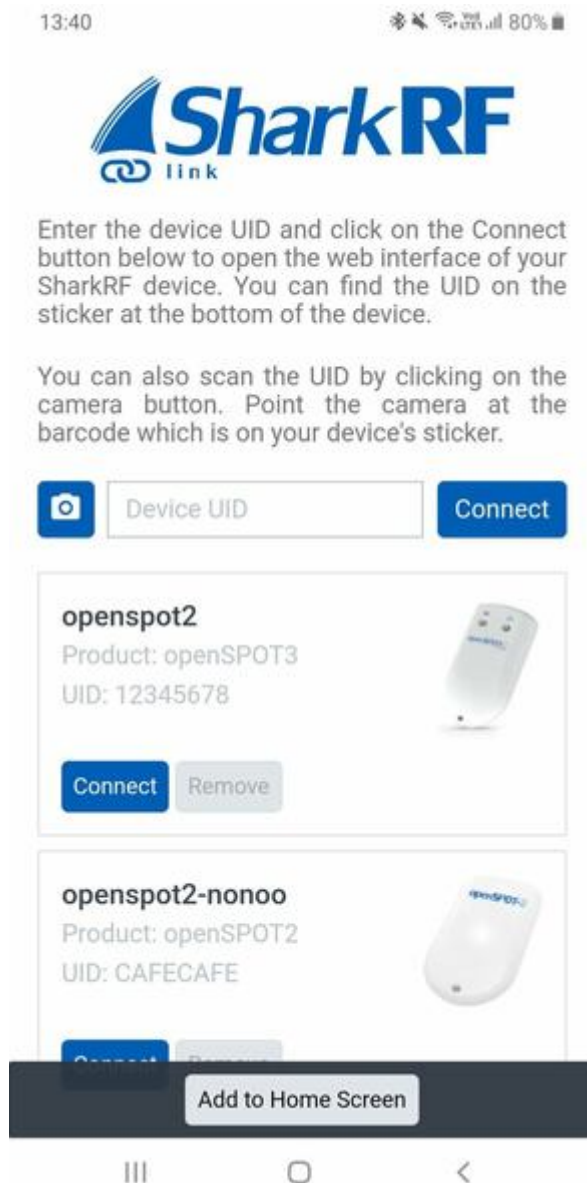 13:40
80%
SharkRF
link
Enter the device UID and click on the Connect
button below to open the web interface of your
SharkRF device. You can find the UID on the
sticker at the bottom of the device.
You can also scan the UID by clicking on the
camera button. Point the camera at the
barcode which is on your device's sticker.
Device UID
Connect
openspot2
Product: openSPOT3
UID: 12345678
Connect Remove
openspot2-nonoo
openSPOT2
Product: openSPOT2
UID: CAFECAFE
Connect Remove
Add to Home Screen